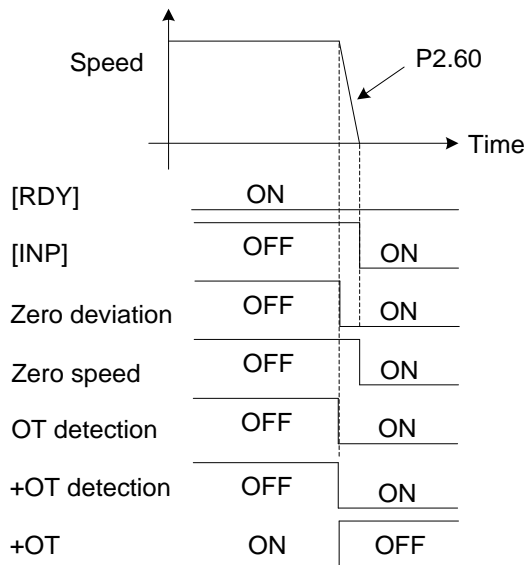 Speed
P2.60
Time
[RDY] ON
[INP] OFF ON
Zero deviation OFF ON
Zero speed OFF ON
OT detection OFF ON
+OT detection OFF ON
+OT ON OFF